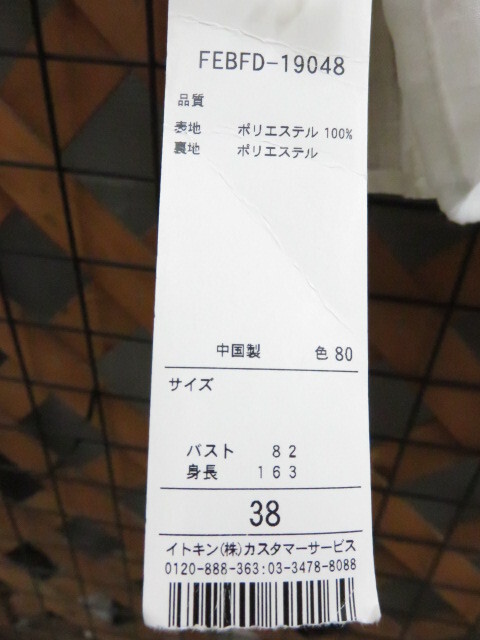 FEBFD-19048
品質
表地 ポリエステル 100%
裏地 ポリエステル
中国製 色 80
サイズ
バスト 82
身長 163
38
イトキン(株)カスタマーサービス
0120-888-363:03-3478-8088